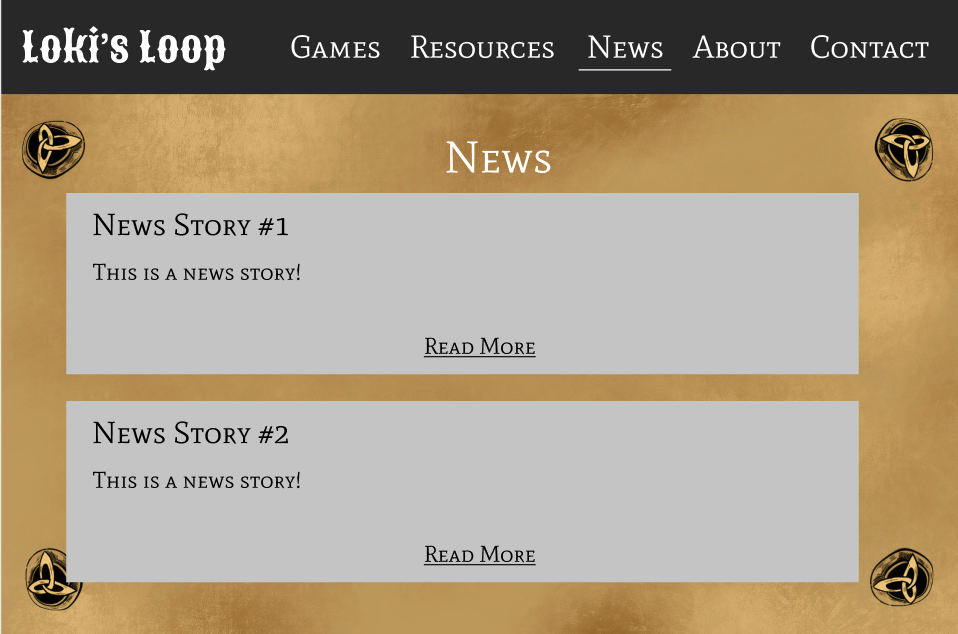 Loki's Loop
Games Resources News About Contact
News
News Story #1
This is a news story!
Read More
News Story #2
This is a news story!
Read More